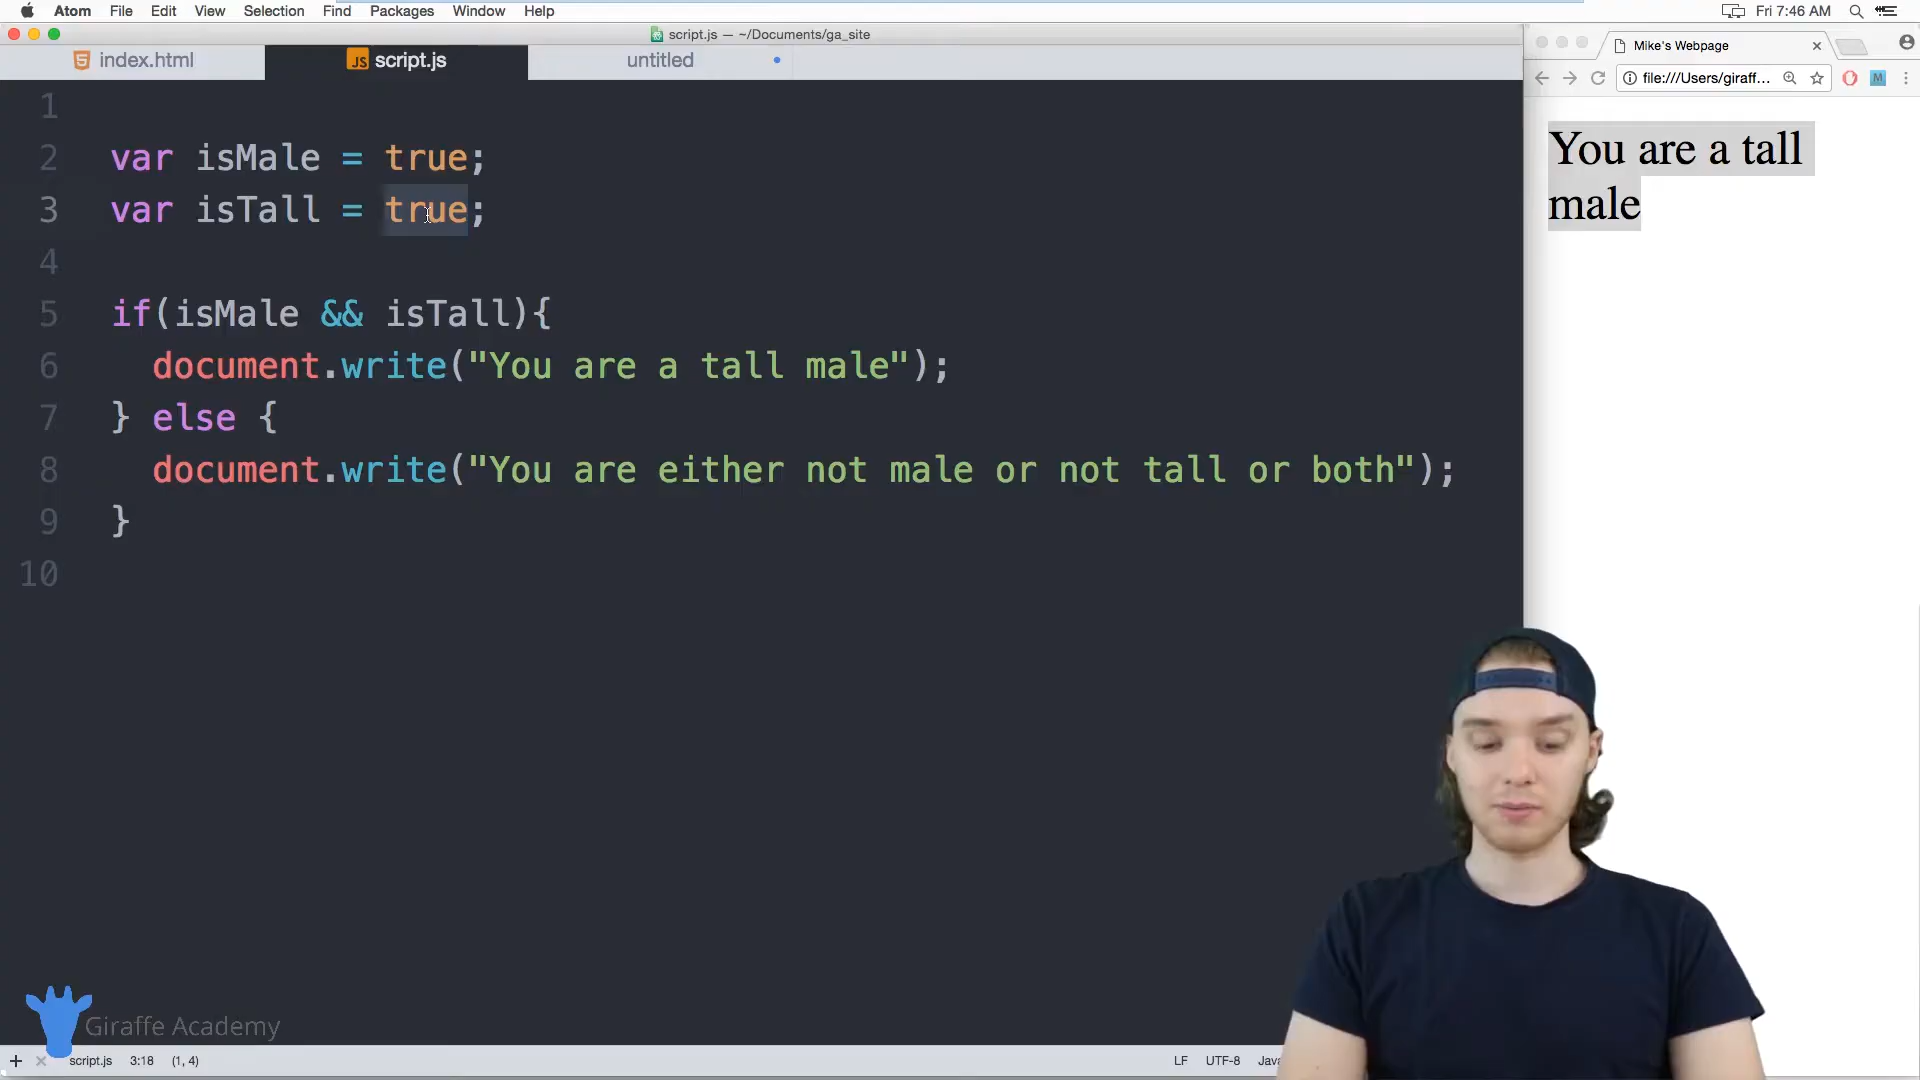 Atom File Edit View Selection Find Packages Window Help Fri 7:46 AM
script.js — ~/Documents/ga_site
index.html script.js untitled
Mike's Webpage
file:///Users/giraff...
1
2 var isMale = true;
3 var isTall = true;
4
5 if(isMale && isTall){
6 document.write("You are a tall male");
7 } else {
8 document.write("You are either not male or not tall or both");
9 }
10
You are a tall
male
Giraffe Academy
script.js 3:18 (1, 4) LF UTF-8